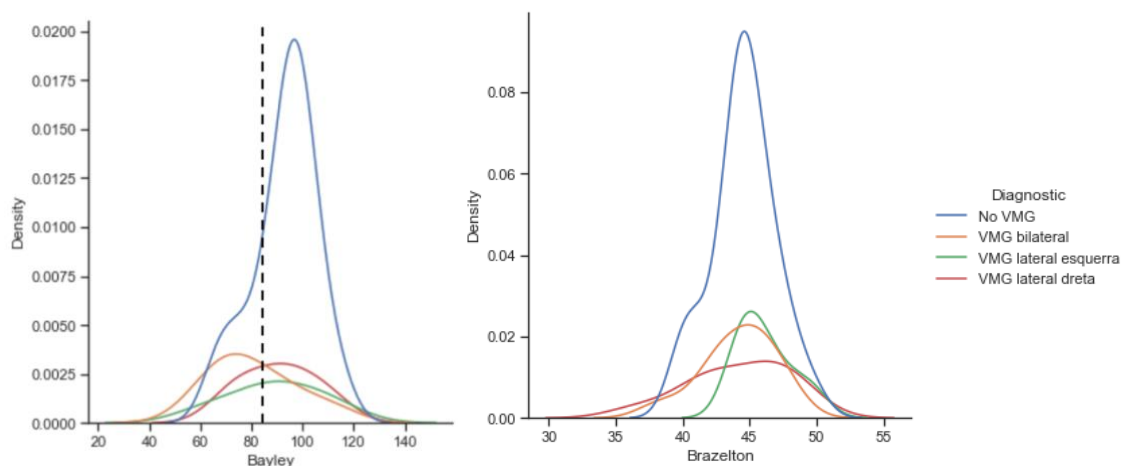 0.0200
0.0175
0.0150
0.0125
0.0100
0.0075
0.0050
0.0025
0.0000
Density
20 40 60 80 100 120 140
Bayley
0.08
0.06
0.04
0.02
0.00
Density
30 35 40 45 50 55
Brazelton
Diagnostic
No VMG
VMG bilateral
VMG lateral esquerra
VMG lateral dreta